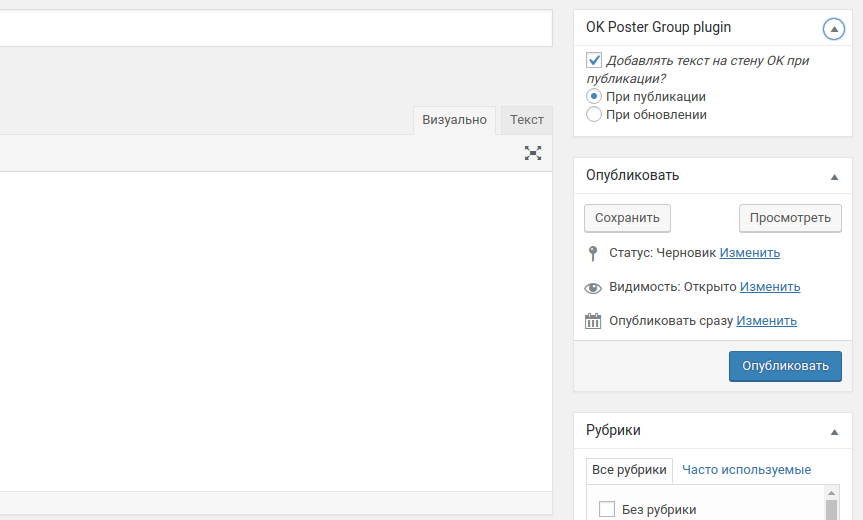 OK Poster Group plugin
Добавлять текст на стену ОК при
публикации?
При публикации
При обновлении
Визуально
Текст
Опубликовать
Сохранить
Просмотреть
Статус: Черновик Изменить
Видимость: Открыто Изменить
Опубликовать сразу Изменить
Опубликовать
Рубрики
Все рубрики
Часто используемые
Без рубрики